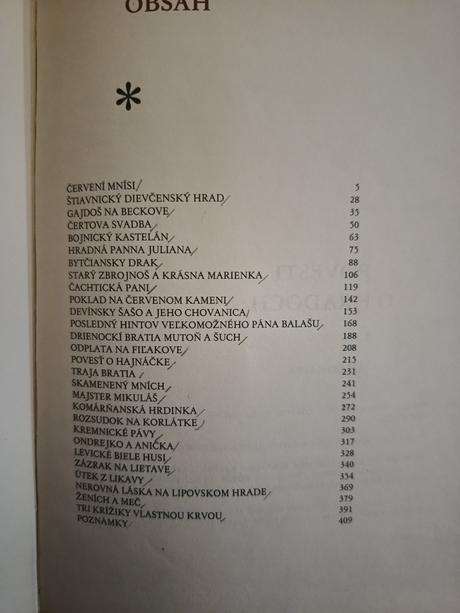 OBSAH
*
ČERVENÍ MNÍSI/ 5
ŠTIAVNICKÝ DIEVČENSKÝ HRAD/ 28
GAJDOŠ NA BECKOVE/ 35
ČERTOVA SVADBA/ 50
BOJNICKÝ KASTELÁN/ 63
HRADNÁ PANNA JULIANA/ 75
BYTČIANSKY DRAK/ 88
STARÝ ZBROJNOŠ A KRÁSNA MARIENKA/ 106
ČACHTICKÁ PANI/ 119
POKLAD NA ČERVENOM KAMENI/ 142
DEVÍNSKY ŠAŠO A JEHO CHOVANICA/ 153
POSLEDNÝ HINTOV VEĽKOMOŽNÉHO PÁNA BALAŠU/ 168
DRIENOCKÍ BRATIA MUTOŇ A ŠUCH/ 188
ODPLATA NA FIĽAKOVE/ 208
POVESŤ O HAJNÁČKE/ 215
TRAJA BRATIA/ 231
SKAMENENÝ MNÍCH/ 241
MAJSTER MIKULÁŠ/ 254
KOMÁRŇANSKÁ HRDINKA/ 272
ROZSUDOK NA KORLÁTKE/ 290
KREMNICKÉ PÁVY/ 303
ONDREJKO A ANIČKA/ 317
LEVICKÉ BIELE HUSI/ 328
ZÁZRAK NA LIETAVE/ 340
ÚTEK Z LIKAVY/ 354
NEROVNÁ LÁSKA NA LIPOVSKOM HRADE/ 369
ŽENÍCH A MEČ/ 379
TRI KRÍŽIKY VLASTNOU KRVOU/ 391
POZNÁMKY/ 409